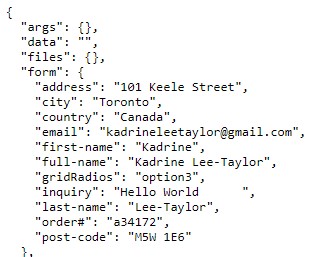 {
  "args": {},
  "data": "",
  "files": {},
  "form": {
    "address": "101 Keele Street",
    "city": "Toronto",
    "country": "Canada",
    "email": "kadrineleetaylor@gmail.com",
    "first-name": "Kadrine",
    "full-name": "Kadrine Lee-Taylor",
    "gridRadios": "option3",
    "inquiry": "Hello World      ",
    "last-name": "Lee-Taylor",
    "order#": "a34172",
    "post-code": "M5W 1E6"
  },